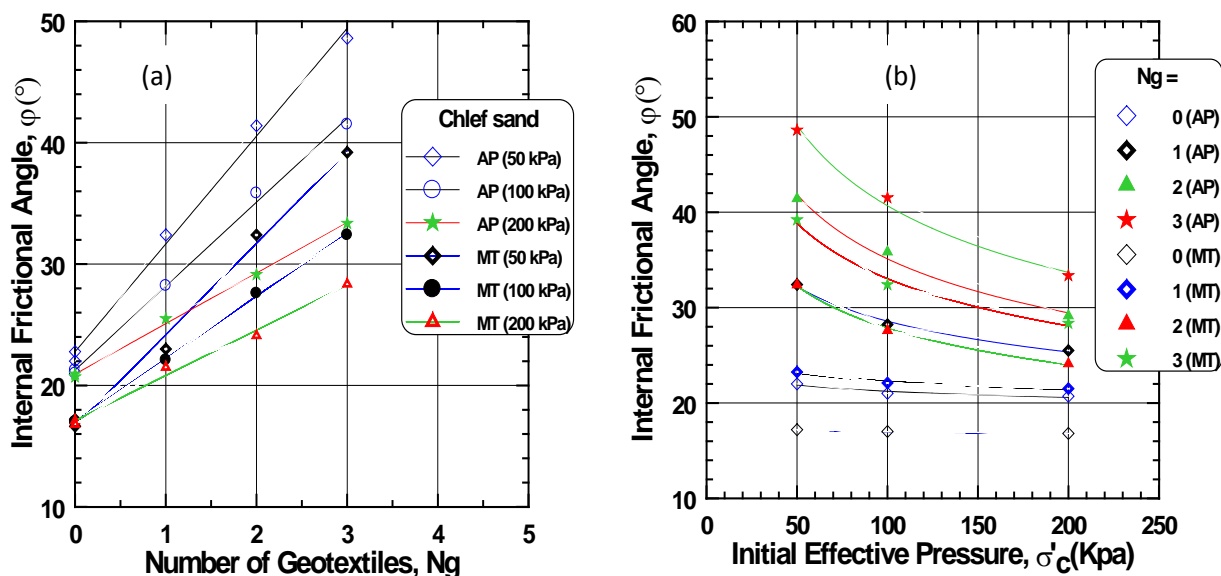 50
40
30
20
10
Internal Frictional Angle, φ(°)
(a)
Chlef sand
AP (50 kPa)
AP (100 kPa)
AP (200 kPa)
MT (50 kPa)
MT (100 kPa)
MT (200 kPa)
0 1 2 3 4 5
Number of Geotextiles, Ng
60
50
40
30
20
10
Internal Frictional Angle, φ(°)
(b)
Ng =
0 (AP)
1 (AP)
2 (AP)
3 (AP)
0 (MT)
1 (MT)
2 (MT)
3 (MT)
0 50 100 150 200 250
Initial Effective Pressure, σ'c(Kpa)